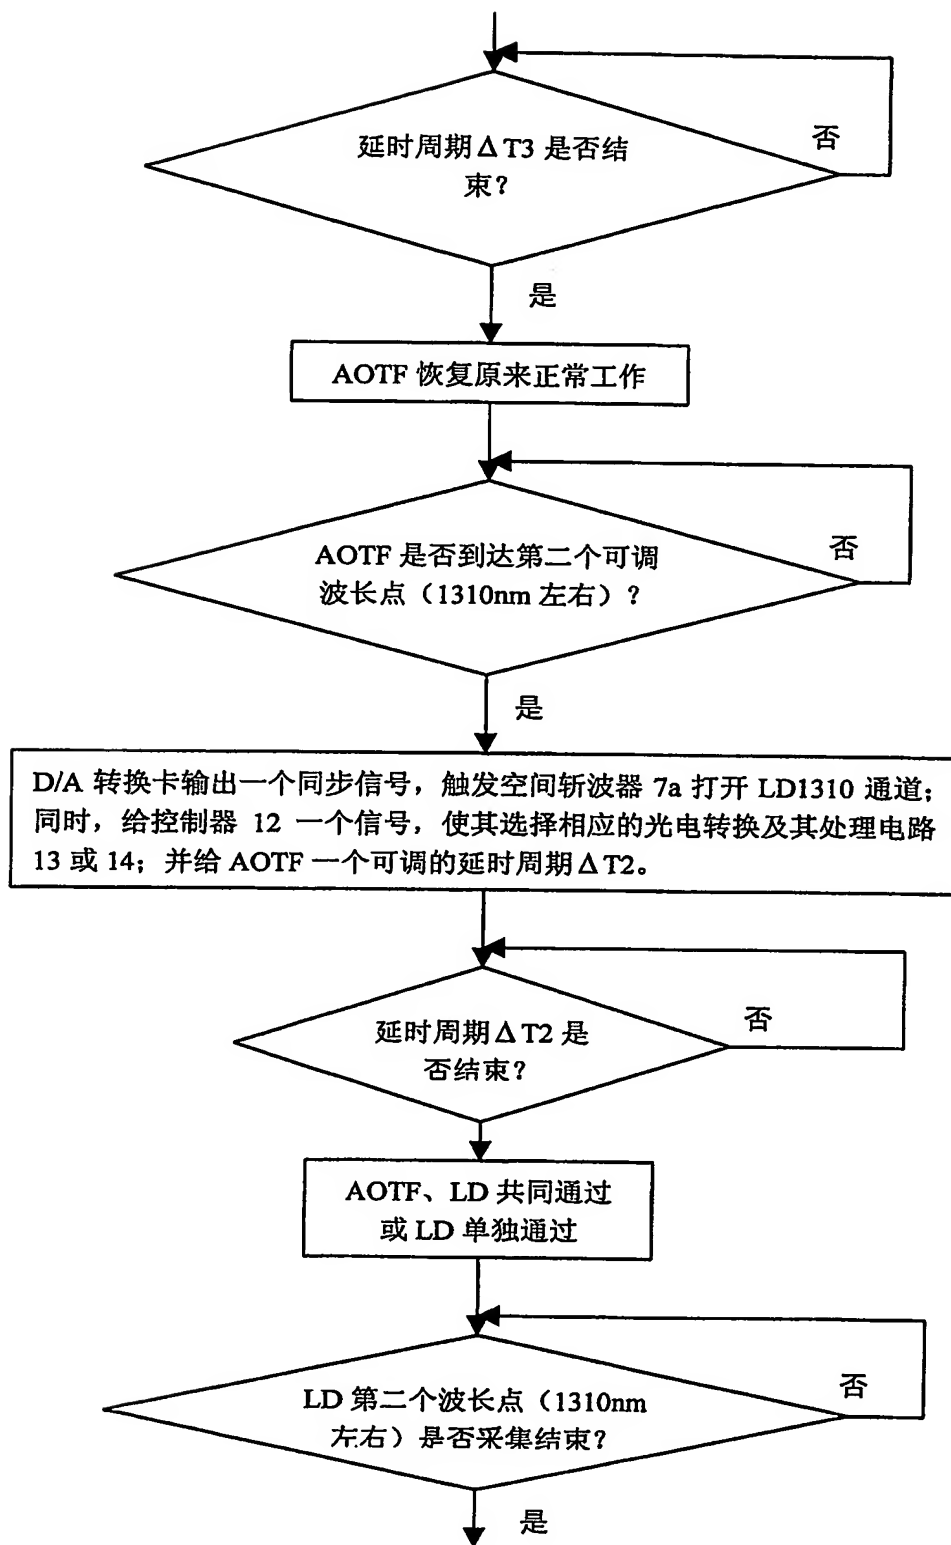 延时周期ΔT3 是否结
束？
否
是
AOTF 恢复原来正常工作
AOTF 是否到达第二个可调
波长点（1310nm 左右）？
否
是
D/A 转换卡输出一个同步信号，触发空间斩波器 7a 打开 LD1310 通道；
同时，给控制器 12 一个信号，使其选择相应的光电转换及其处理电路
13 或 14；并给 AOTF 一个可调的延时周期ΔT2。
延时周期ΔT2 是
否结束？
否
AOTF、LD 共同通过
或 LD 单独通过
LD 第二个波长点（1310nm
左右）是否采集结束？
否
是